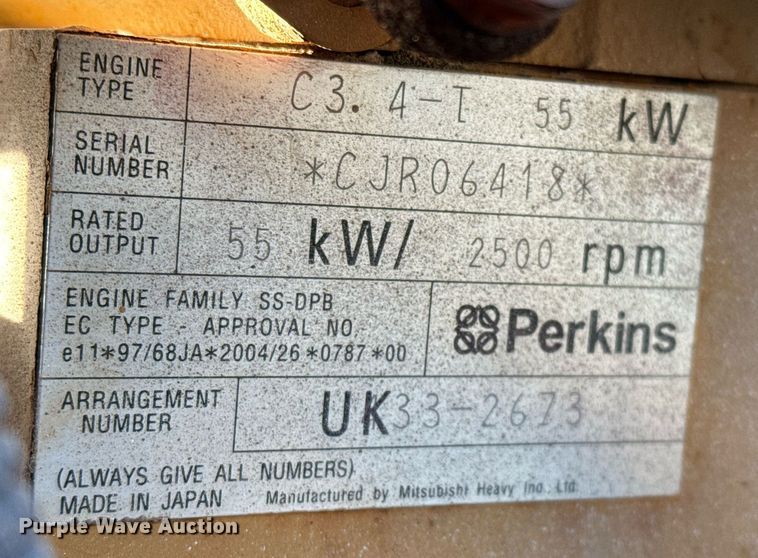 ENGINE TYPE C3.4-T 55 kW
SERIAL NUMBER *CJR06418*
RATED OUTPUT 55 kW/ 2500 rpm
ENGINE FAMILY SS-DPB
EC TYPE - APPROVAL NO.
e11*97/68JA*2004/26*0787*00
Perkins
ARRANGEMENT NUMBER UK33-2673
(ALWAYS GIVE ALL NUMBERS)
MADE IN JAPAN Manufactured by Mitsubishi Heavy Ind. Ltd.
Purple Wave Auction